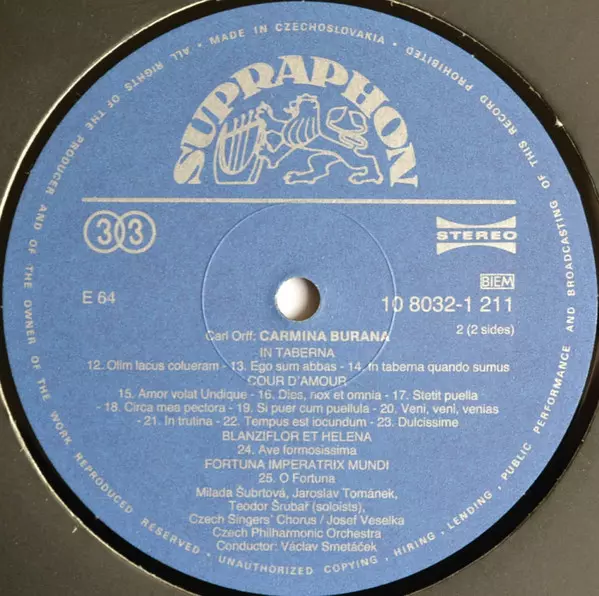 ALL RIGHTS OF THE PRODUCER AND OF THE OWNER OF THE WORK REPRODUCED RESERVED · UNAUTHORIZED COPYING · HIRING · LENDING · PUBLIC PERFORMANCE AND BROADCASTING OF THIS RECORD PROHIBITED · MADE IN CZECHOSLOVAKIA ·
SUPRAPHON
33
STEREO
E 64
BIEM
10 8032-1 211
2 (2 sides)
Carl Orff: CARMINA BURANA
IN TABERNA
12. Olim lacus colueram - 13. Ego sum abbas - 14. In taberna quando sumus
COUR D'AMOUR
15. Amor volat Undique - 16. Dies, nox et omnia - 17. Stetit puella
18. Circa mea pectora - 19. Si puer cum puellula - 20. Veni, veni, venias
21. In trutina - 22. Tempus est iocundum - 23. Dulcissime
BLANZIFLOR ET HELENA
24. Ave formosissima
FORTUNA IMPERATRIX MUNDI
25. O Fortuna
Milada Šubrtová, Jaroslav Tománek,
Teodor Šrubař (soloists),
Czech Singers' Chorus / Josef Veselka
Czech Philharmonic Orchestra
Conductor: Václav Smetáček